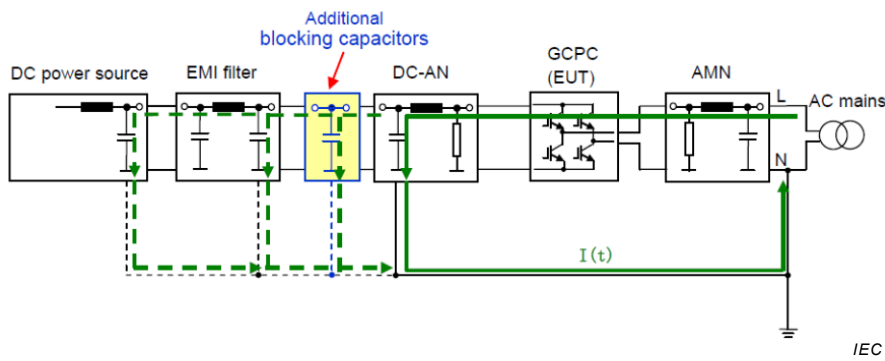 Additional
blocking capacitors
DC power source
EMI filter
DC-AN
GCPC
(EUT)
AMN
L
AC mains
N
I(t)
IEC